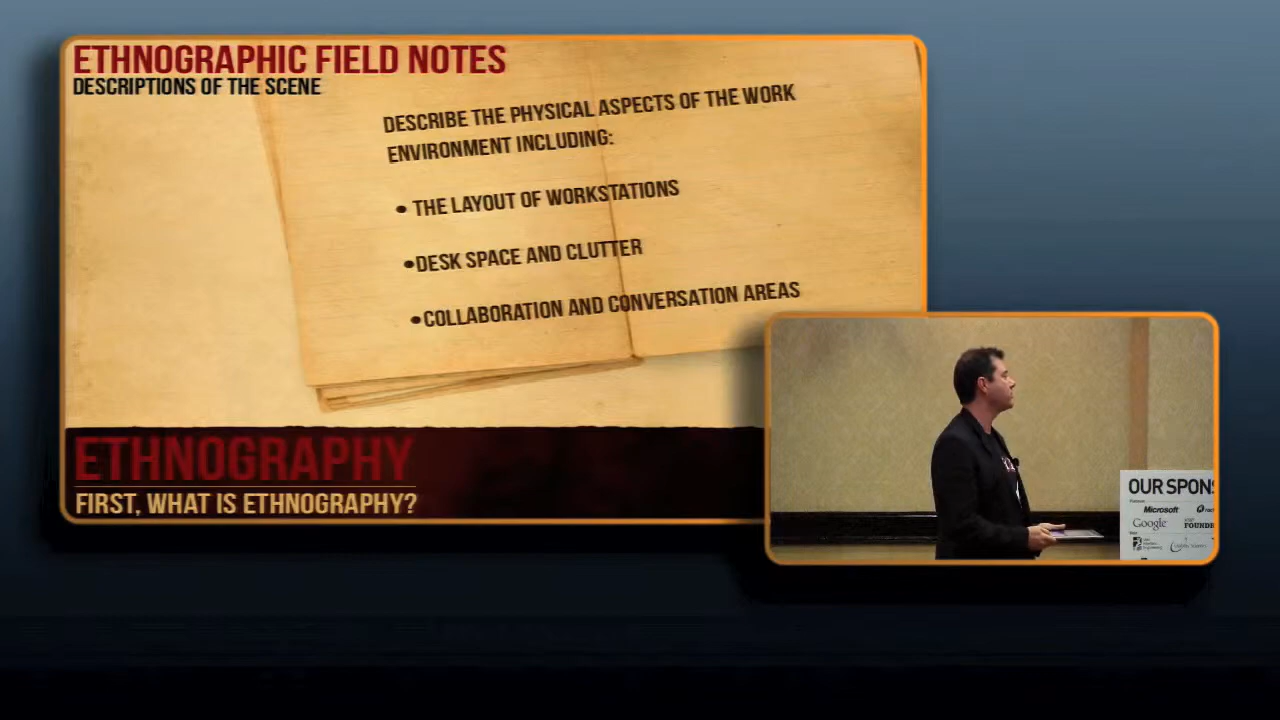 ETHNOGRAPHIC FIELD NOTES
DESCRIPTIONS OF THE SCENE
DESCRIBE THE PHYSICAL ASPECTS OF THE WORK
ENVIRONMENT INCLUDING:
• THE LAYOUT OF WORKSTATIONS
•DESK SPACE AND CLUTTER
•COLLABORATION AND CONVERSATION AREAS
ETHNOGRAPHY
FIRST, WHAT IS ETHNOGRAPHY?
OUR SPONS
Microsoft
Google
FOUNDR